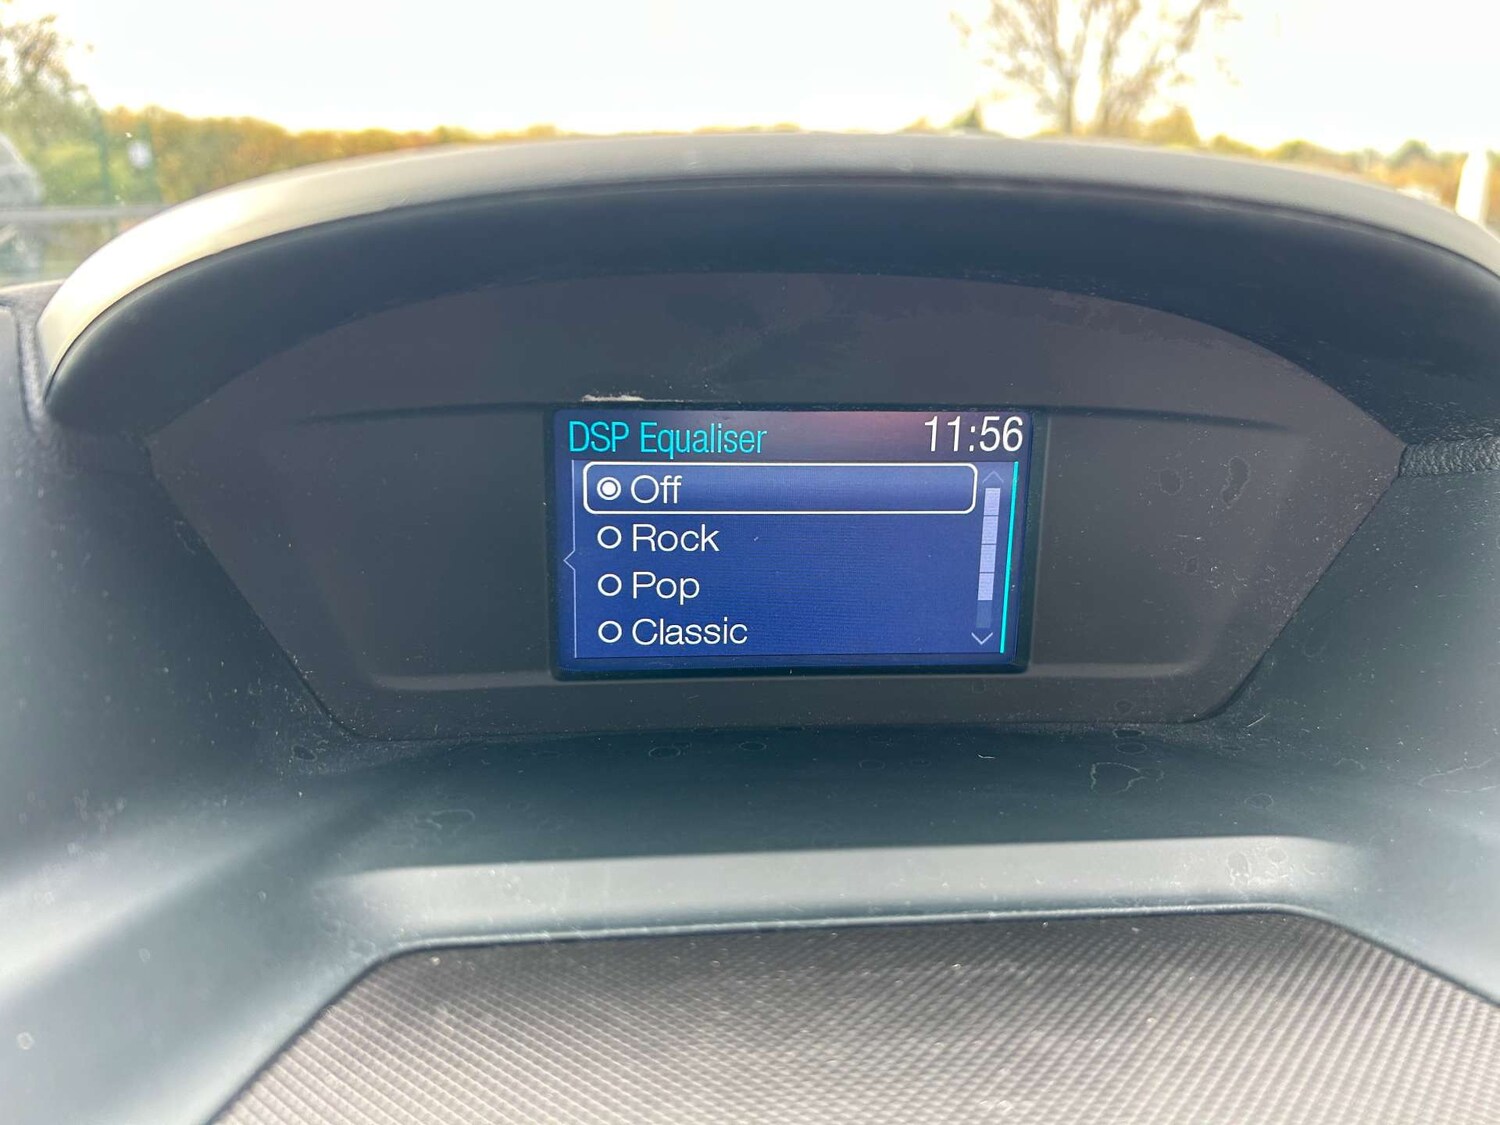 DSP Equaliser 11:56
Off
Rock
Pop
Classic